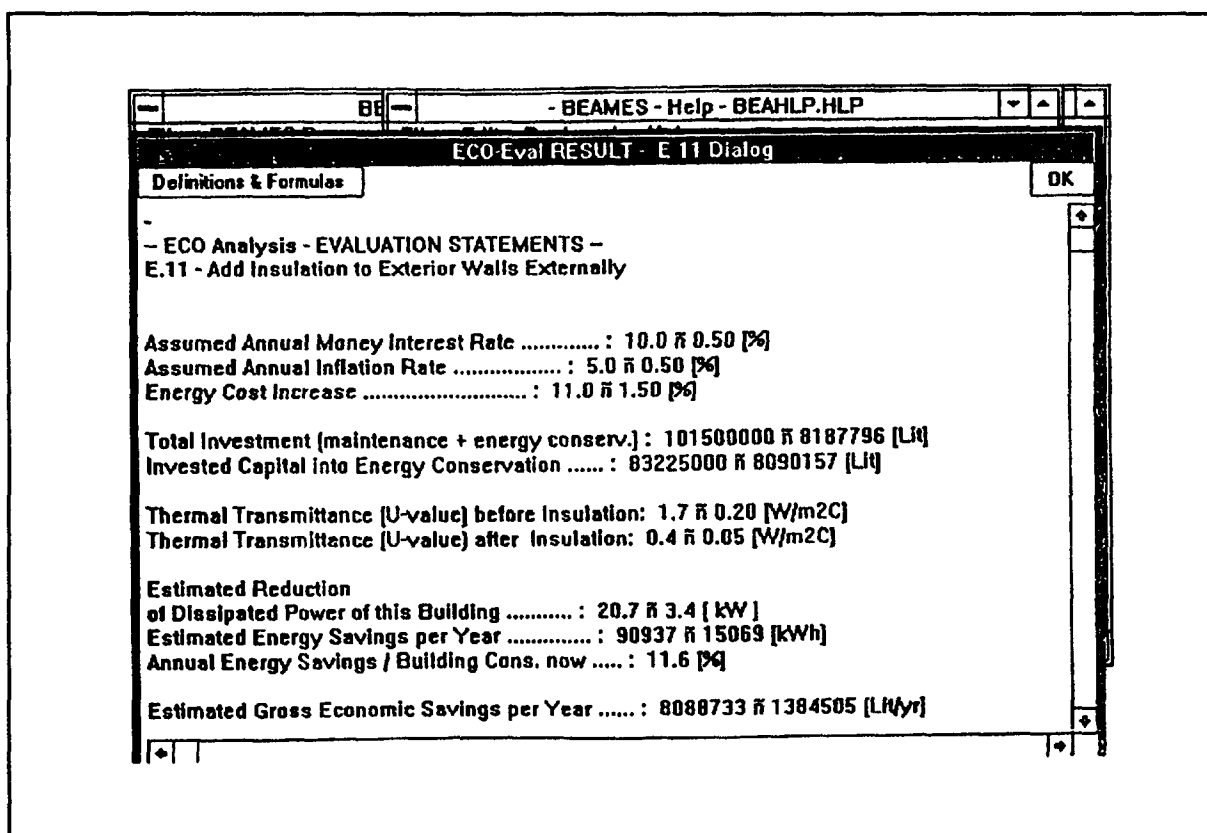 BE
- BEAMES - Help - BEAHLP.HLP
ECO-Eval RESULT - E 11 Dialog
Definitions & Formulas
OK
-
-- ECO Analysis - EVALUATION STATEMENTS --
E.11 - Add Insulation to Exterior Walls Externally
Assumed Annual Money Interest Rate ............. : 10.0 ñ 0.50 [%]
Assumed Annual Inflation Rate .................. : 5.0 ñ 0.50 [%]
Energy Cost Increase ........................... : 11.0 ñ 1.50 [%]
Total Investment (maintenance + energy conserv.) : 101500000 ñ 8187796 [Lit]
Invested Capital into Energy Conservation ...... : 83225000 ñ 8090157 [Lit]
Thermal Transmittance (U-value) before Insulation: 1.7 ñ 0.20 [W/m2C]
Thermal Transmittance (U-value) after Insulation: 0.4 ñ 0.05 [W/m2C]
Estimated Reduction
of Dissipated Power of this Building ........... : 20.7 ñ 3.4 [ kW ]
Estimated Energy Savings per Year .............. : 90937 ñ 15069 [kWh]
Annual Energy Savings / Building Cons. now ..... : 11.6 [%]
Estimated Gross Economic Savings per Year ...... : 8088733 ñ 1384505 [Lit/yr]